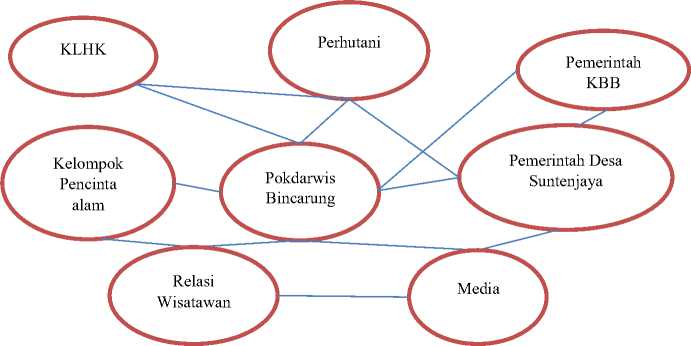 KLHK
Perhutani
Pemerintah
KBB
Kelompok
Pencinta
alam
Pokdarwis
Bincarung
Pemerintah Desa
Suntenjaya
Relasi
Wisatawan
Media